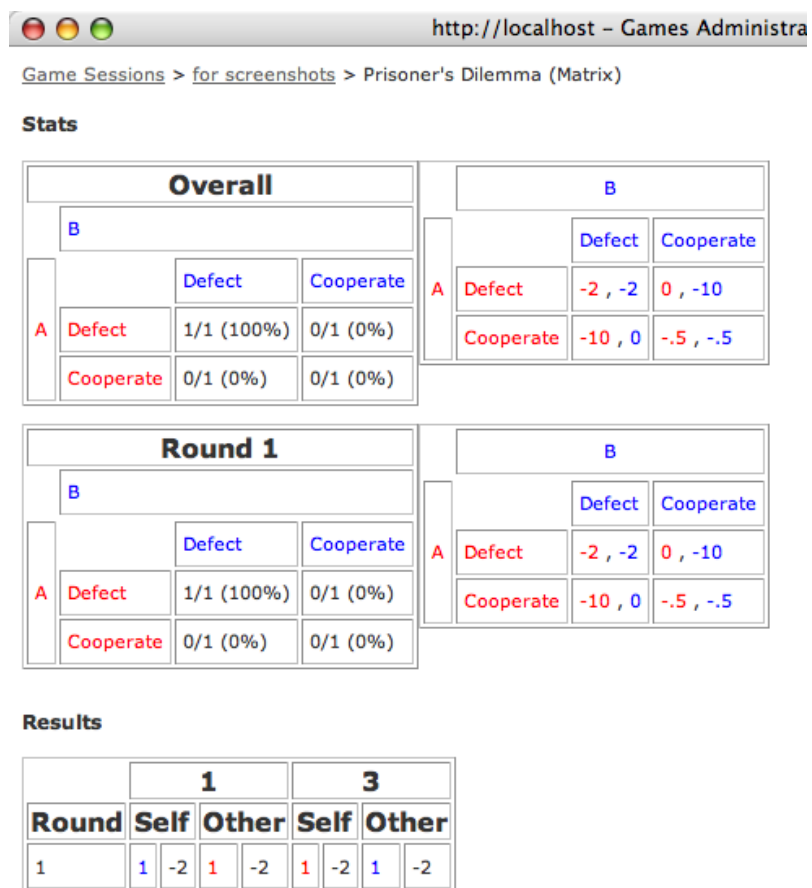 http://localhost – Games Administra
Game Sessions > for screenshots > Prisoner's Dilemma (Matrix)
Stats
Overall
B
Defect Cooperate
A Defect 1/1 (100%) 0/1 (0%)
Cooperate 0/1 (0%) 0/1 (0%)
B
Defect Cooperate
A Defect -2 , -2 0 , -10
Cooperate -10 , 0 -.5 , -.5
Round 1
B
Defect Cooperate
A Defect 1/1 (100%) 0/1 (0%)
Cooperate 0/1 (0%) 0/1 (0%)
B
Defect Cooperate
A Defect -2 , -2 0 , -10
Cooperate -10 , 0 -.5 , -.5
Results
1 3
Round Self Other Self Other
1 1 -2 1 -2 1 -2 1 -2